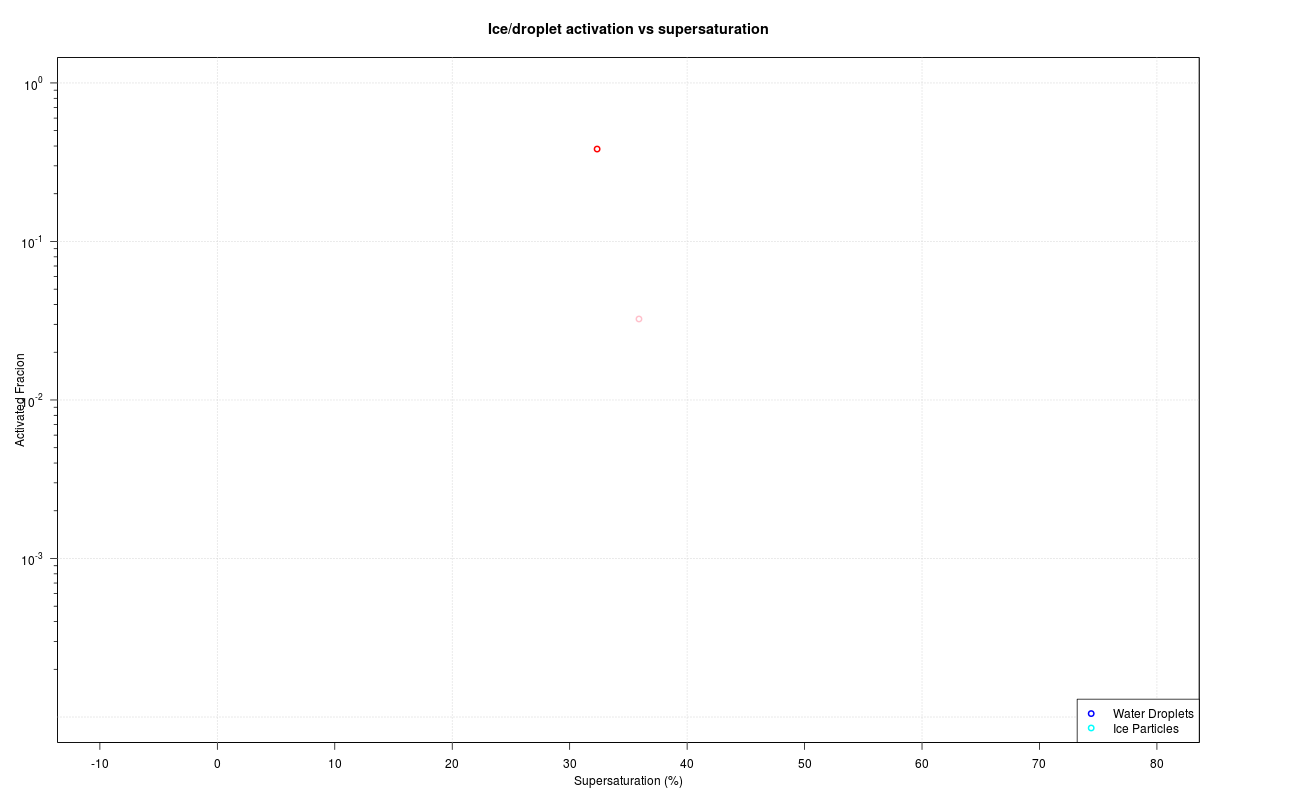 Ice/droplet activation vs supersaturation
10^0
10^-1
10^-2
10^-3
Activated Fracion
-10 0 10 20 30 40 50 60 70 80
Supersaturation (%)
Water Droplets
Ice Particles